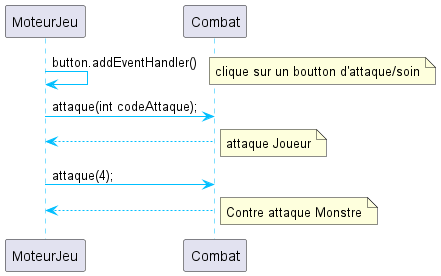 MoteurJeu
Combat
button.addEventHandler()
clique sur un boutton d'attaque/soin
attaque(int codeAttaque);
attaque Joueur
attaque(4);
Contre attaque Monstre
MoteurJeu
Combat